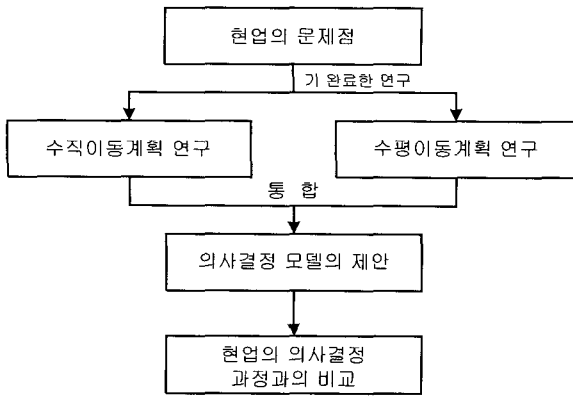 현업의 문제점
기 완료한 연구
수직이동계획 연구
수평이동계획 연구
통 합
의사결정 모델의 제안
현업의 의사결정
과정과의 비교